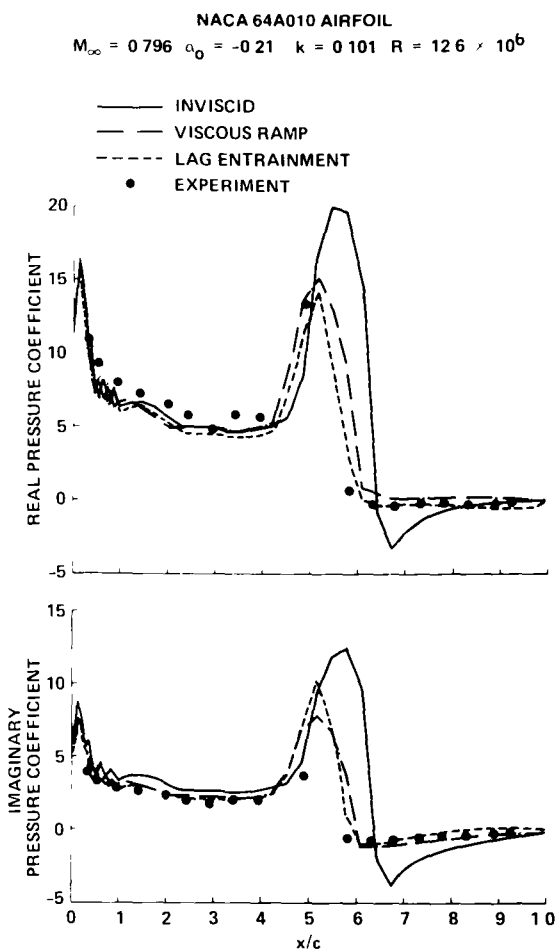 NACA 64A010 AIRFOIL
M∞ = 0 796 α0 = -0 21 k = 0 101 R = 12 6 × 10^6
INVISCID
VISCOUS RAMP
LAG ENTRAINMENT
EXPERIMENT
REAL PRESSURE COEFFICIENT
20
15
10
5
0
-5
IMAGINARY
PRESSURE COEFFICIENT
15
10
5
0
-5
0 1 2 3 4 5 6 7 8 9 1 0
x/c